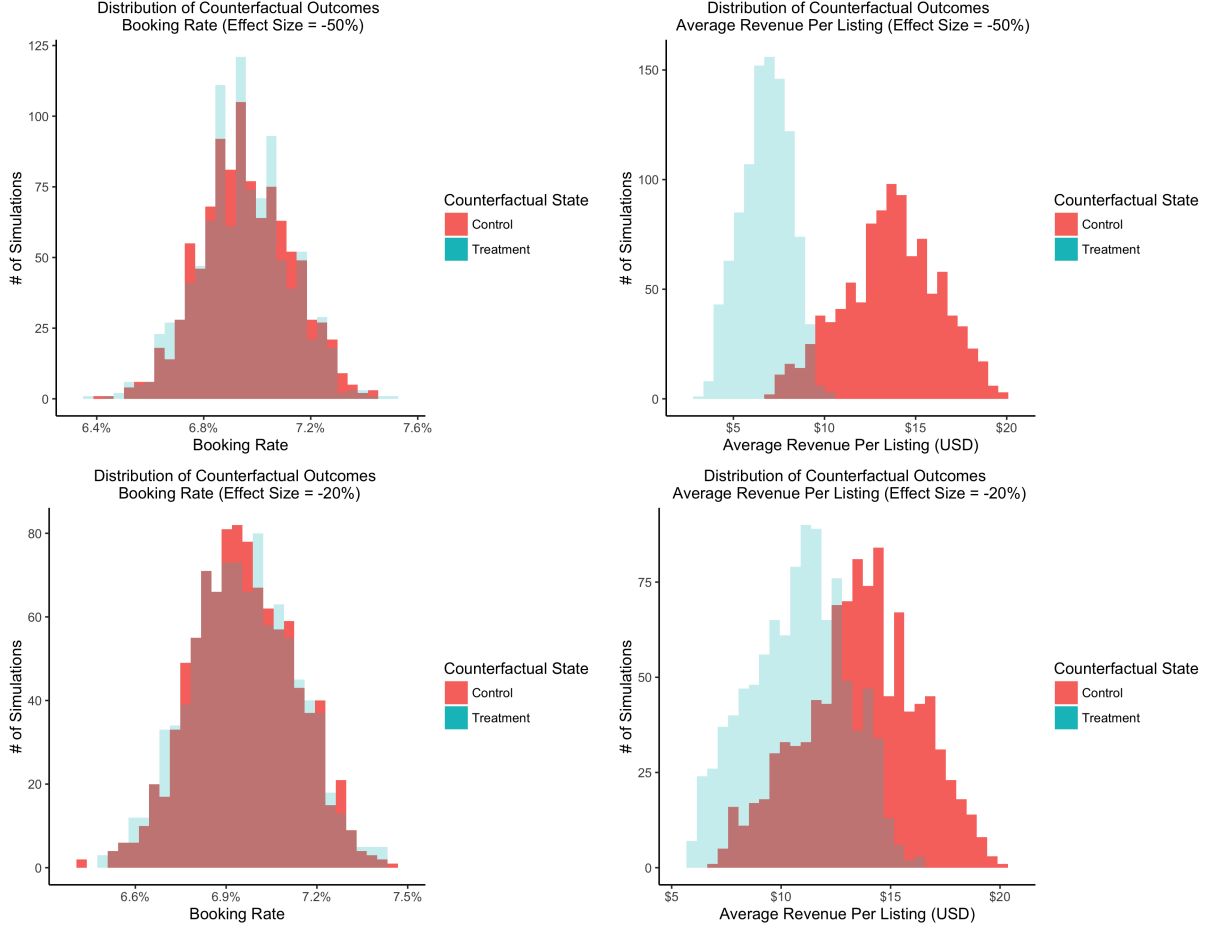 Distribution of Counterfactual Outcomes
Booking Rate (Effect Size = -50%)
125
100
75
50
25
0
# of Simulations
6.4%
6.8%
7.2%
7.6%
Booking Rate
Counterfactual State
Control
Treatment
Distribution of Counterfactual Outcomes
Average Revenue Per Listing (Effect Size = -50%)
150
100
50
0
# of Simulations
$5
$10
$15
$20
Average Revenue Per Listing (USD)
Counterfactual State
Control
Treatment
Distribution of Counterfactual Outcomes
Booking Rate (Effect Size = -20%)
80
60
40
20
0
# of Simulations
6.6%
6.9%
7.2%
7.5%
Booking Rate
Counterfactual State
Control
Treatment
Distribution of Counterfactual Outcomes
Average Revenue Per Listing (Effect Size = -20%)
75
50
25
0
# of Simulations
$5
$10
$15
$20
Average Revenue Per Listing (USD)
Counterfactual State
Control
Treatment